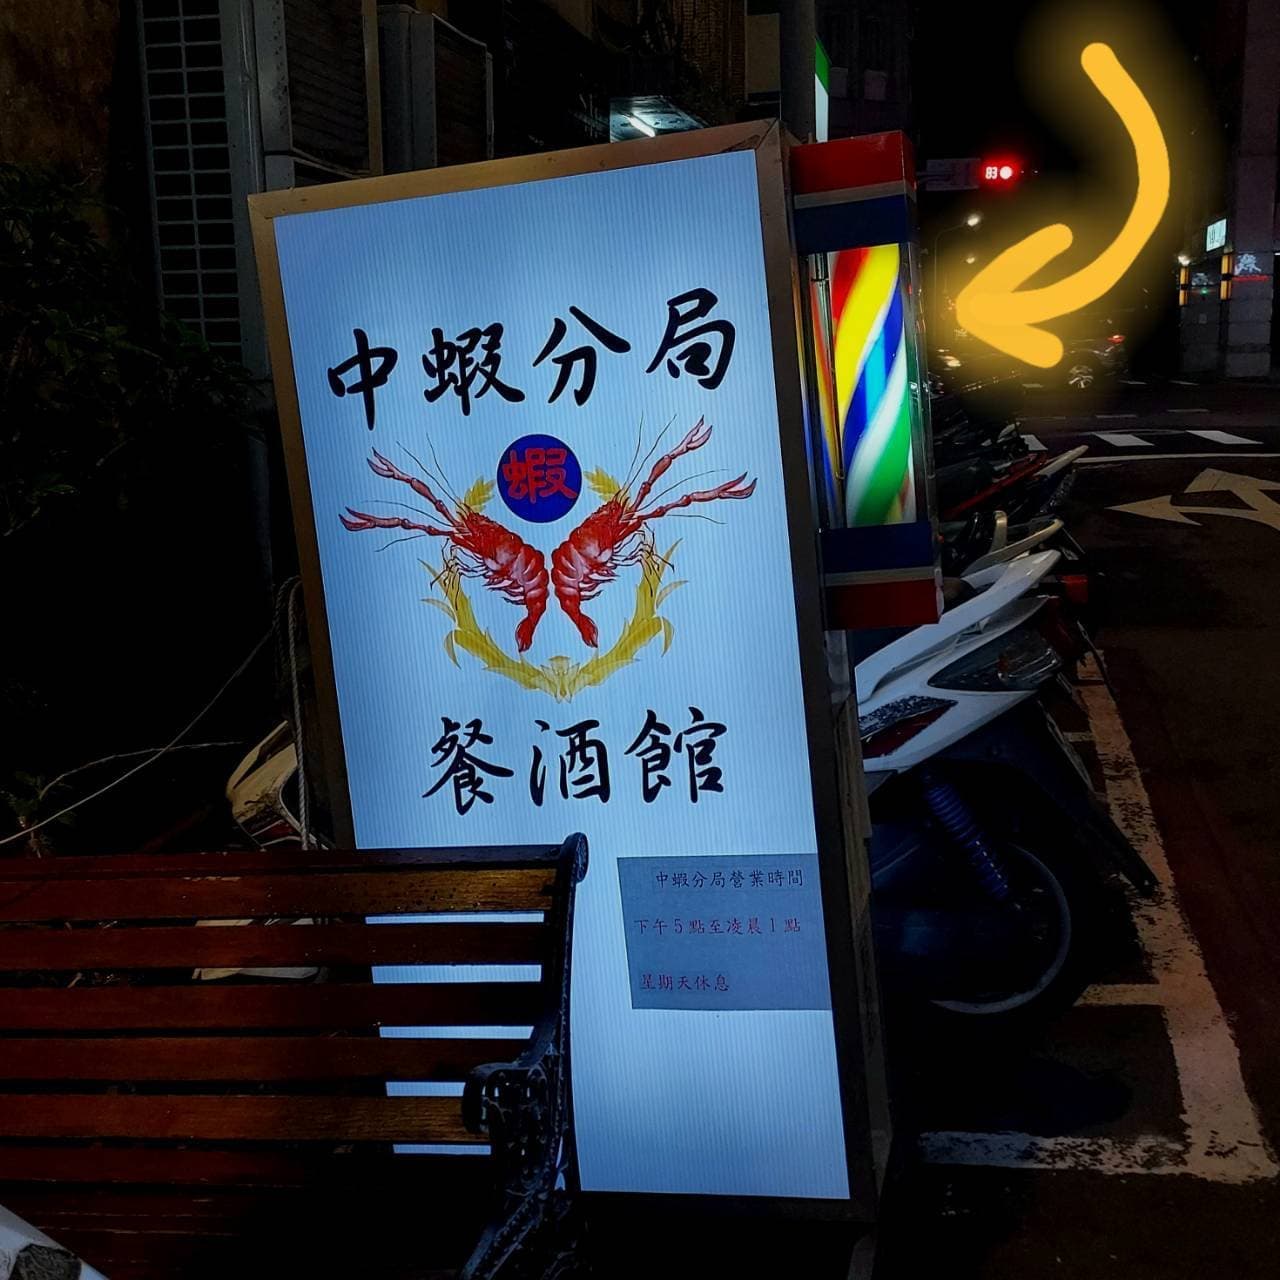 中蝦分局
蝦
餐酒館
中蝦分局營業時間
下午5點至凌晨1點
星期天休息
83